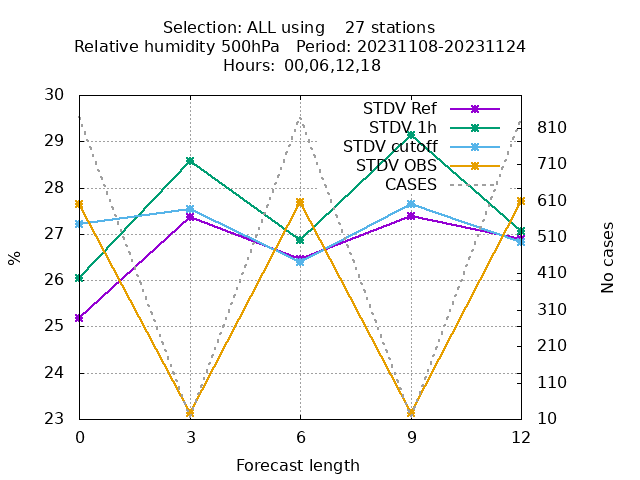 Selection: ALL using    27 stations
Relative humidity 500hPa   Period: 20231108-20231124
Hours: 00,06,12,18
STDV Ref
STDV 1h
STDV cutoff
STDV OBS
CASES
30
29
28
27
26
25
24
23
%
810
710
610
510
410
310
210
110
10
No cases
0 3 6 9 12
Forecast length